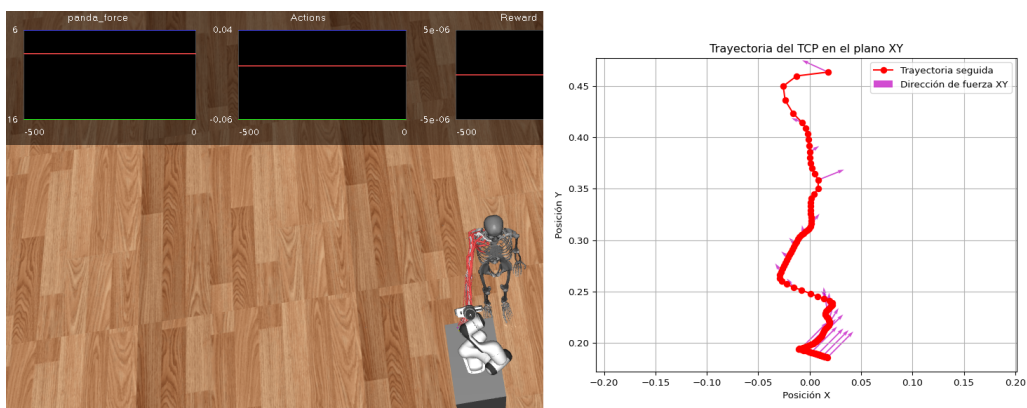 panda_force
Actions
Reward
6
16
-500
0
0.04
-0.06
-500
0
5e-06
-5e-06
-500
Trayectoria del TCP en el plano XY
Trayectoria seguida
Dirección de fuerza XY
Posición Y
0.45
0.40
0.35
0.30
0.25
0.20
−0.20
−0.15
−0.10
−0.05
0.00
0.05
0.10
0.15
0.20
Posición X